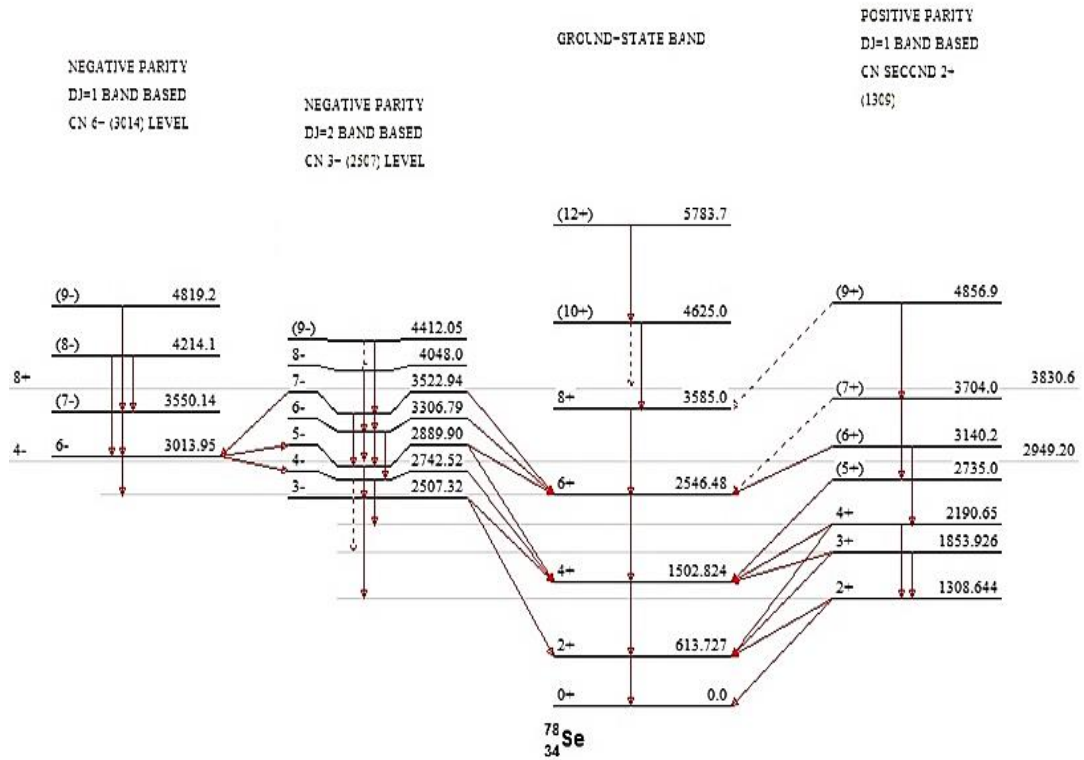 NEGATIVE PARITY
DJ=1 BAND BASED
CN 6- (3014) LEVEL
NEGATIVE PARITY
DJ=2 BAND BASED
CN 3- (2507) LEVEL
GROUND-STATE BAND
POSITIVE PARITY
DJ=1 BAND BASED
CN SECCND 2+
(1309)
(9-) 4819.2
(8-) 4214.1
(7-) 3550.14
6- 3013.95
8+
4-
(9-) 4412.05
8- 4048.0
7- 3522.94
6- 3306.79
5- 2889.90
4- 2742.52
3- 2507.32
(12+) 5783.7
(10+) 4625.0
8+ 3585.0
6+ 2546.48
4+ 1502.824
2+ 613.727
0+ 0.0
(9+) 4856.9
(7+) 3704.0
(6+) 3140.2
(5+) 2735.0
4+ 2190.65
3+ 1853.926
2+ 1308.644
3830.6
2949.20
78
34 Se